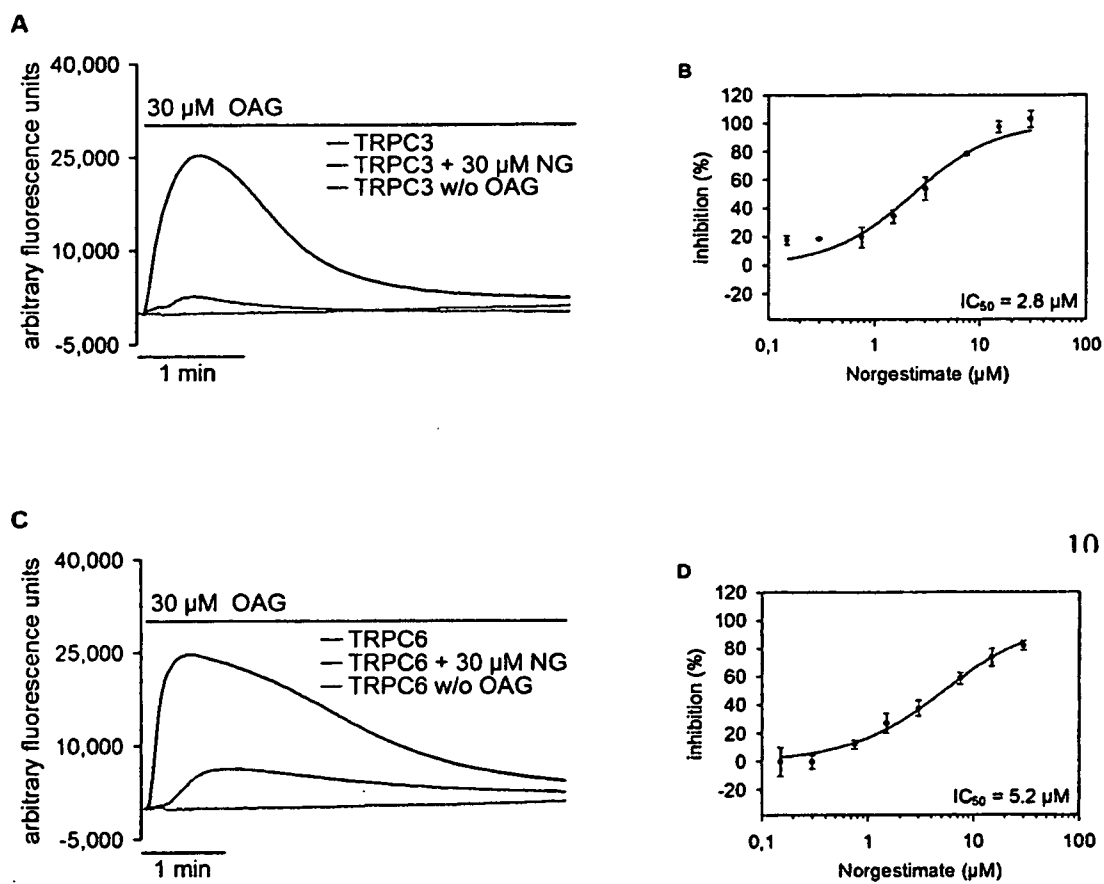 A
arbitrary fluorescence units
40,000
25,000
10,000
-5,000
30 µM OAG
TRPC3
TRPC3 + 30 µM NG
TRPC3 w/o OAG
1 min
B
inhibition (%)
120
100
80
60
40
20
0
-20
IC50 = 2.8 µM
0,1 1 10 100
Norgestimate (µM)
C
arbitrary fluorescence units
40,000
25,000
10,000
-5,000
30 µM OAG
TRPC6
TRPC6 + 30 µM NG
TRPC6 w/o OAG
1 min
10
D
inhibition (%)
120
100
80
60
40
20
0
-20
IC50 = 5.2 µM
0,1 1 10 100
Norgestimate (µM)